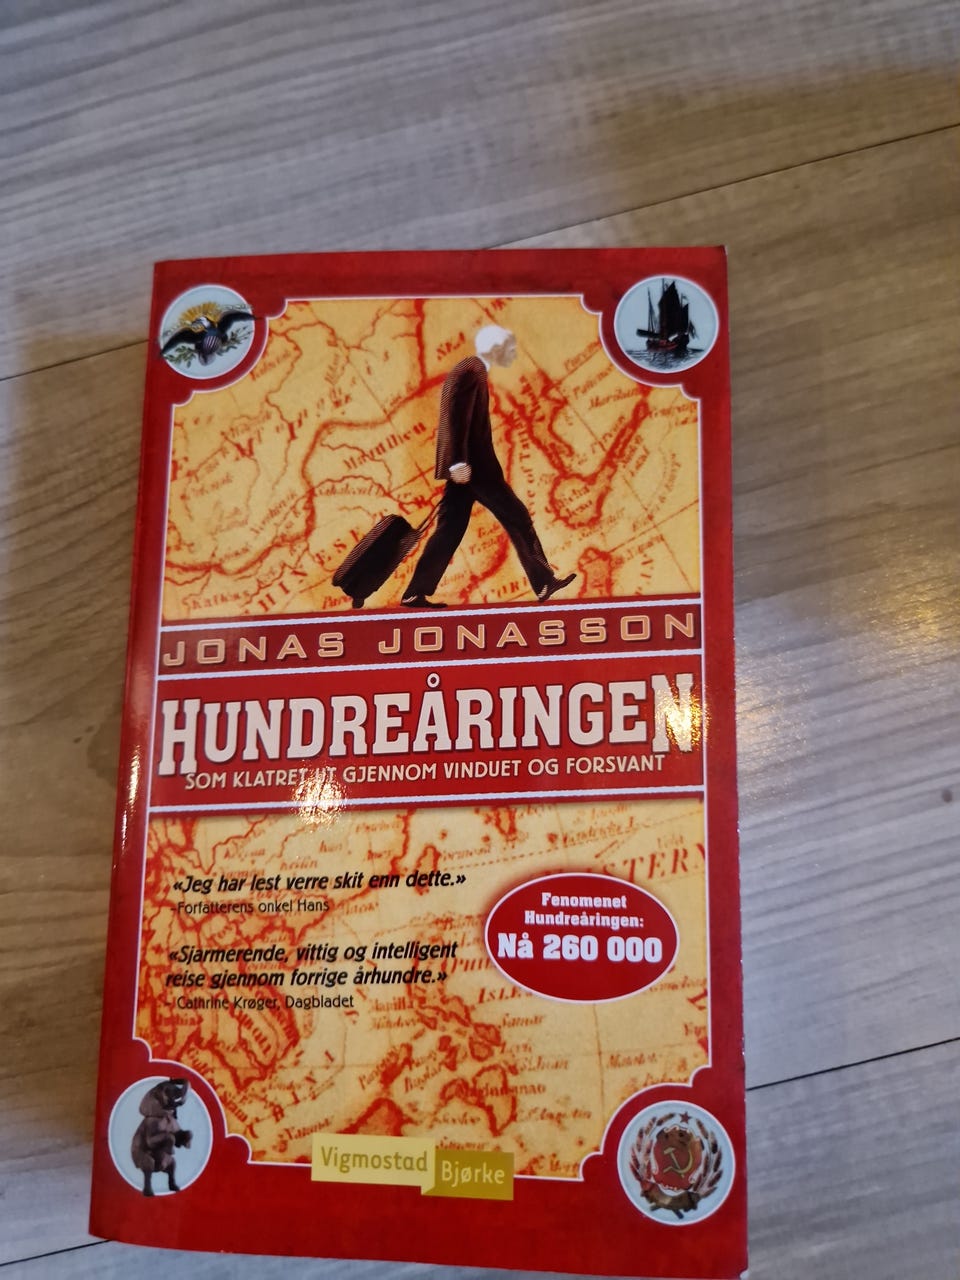 JONAS JONASSON
HUNDREÅRINGEN
SOM KLATRET UT GJENNOM VINDUET OG FORSVANT
«Jeg har lest verre skit enn dette.»
–Forfatterens onkel Hans
«Sjarmerende, vittig og intelligent
reise gjennom forrige århundre.»
– Cathrine Krøger, Dagbladet
Fenomenet
Hundreåringen:
Nå 260 000
Vigmostad
Bjørke